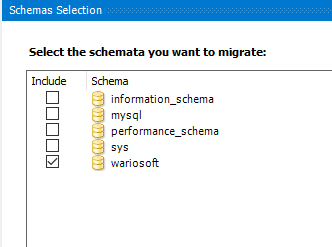 Schemas Selection
Select the schemata you want to migrate:
Include Schema
information_schema
mysql
performance_schema
sys
wariosoft